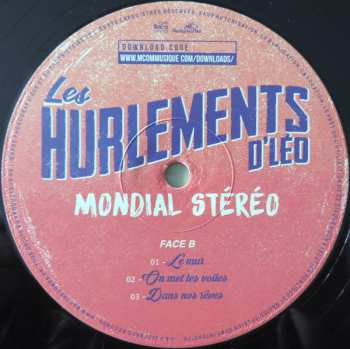 DOWNLOAD CODE
WWW.MCOMMUSIQUE.COM/DOWNLOADS/
Les
HURLEMENTS
D'LÉO
MONDIAL STÉRÉO
FACE B
01 - Le mur
02 - On met les voiles
03 - Dans nos rêves